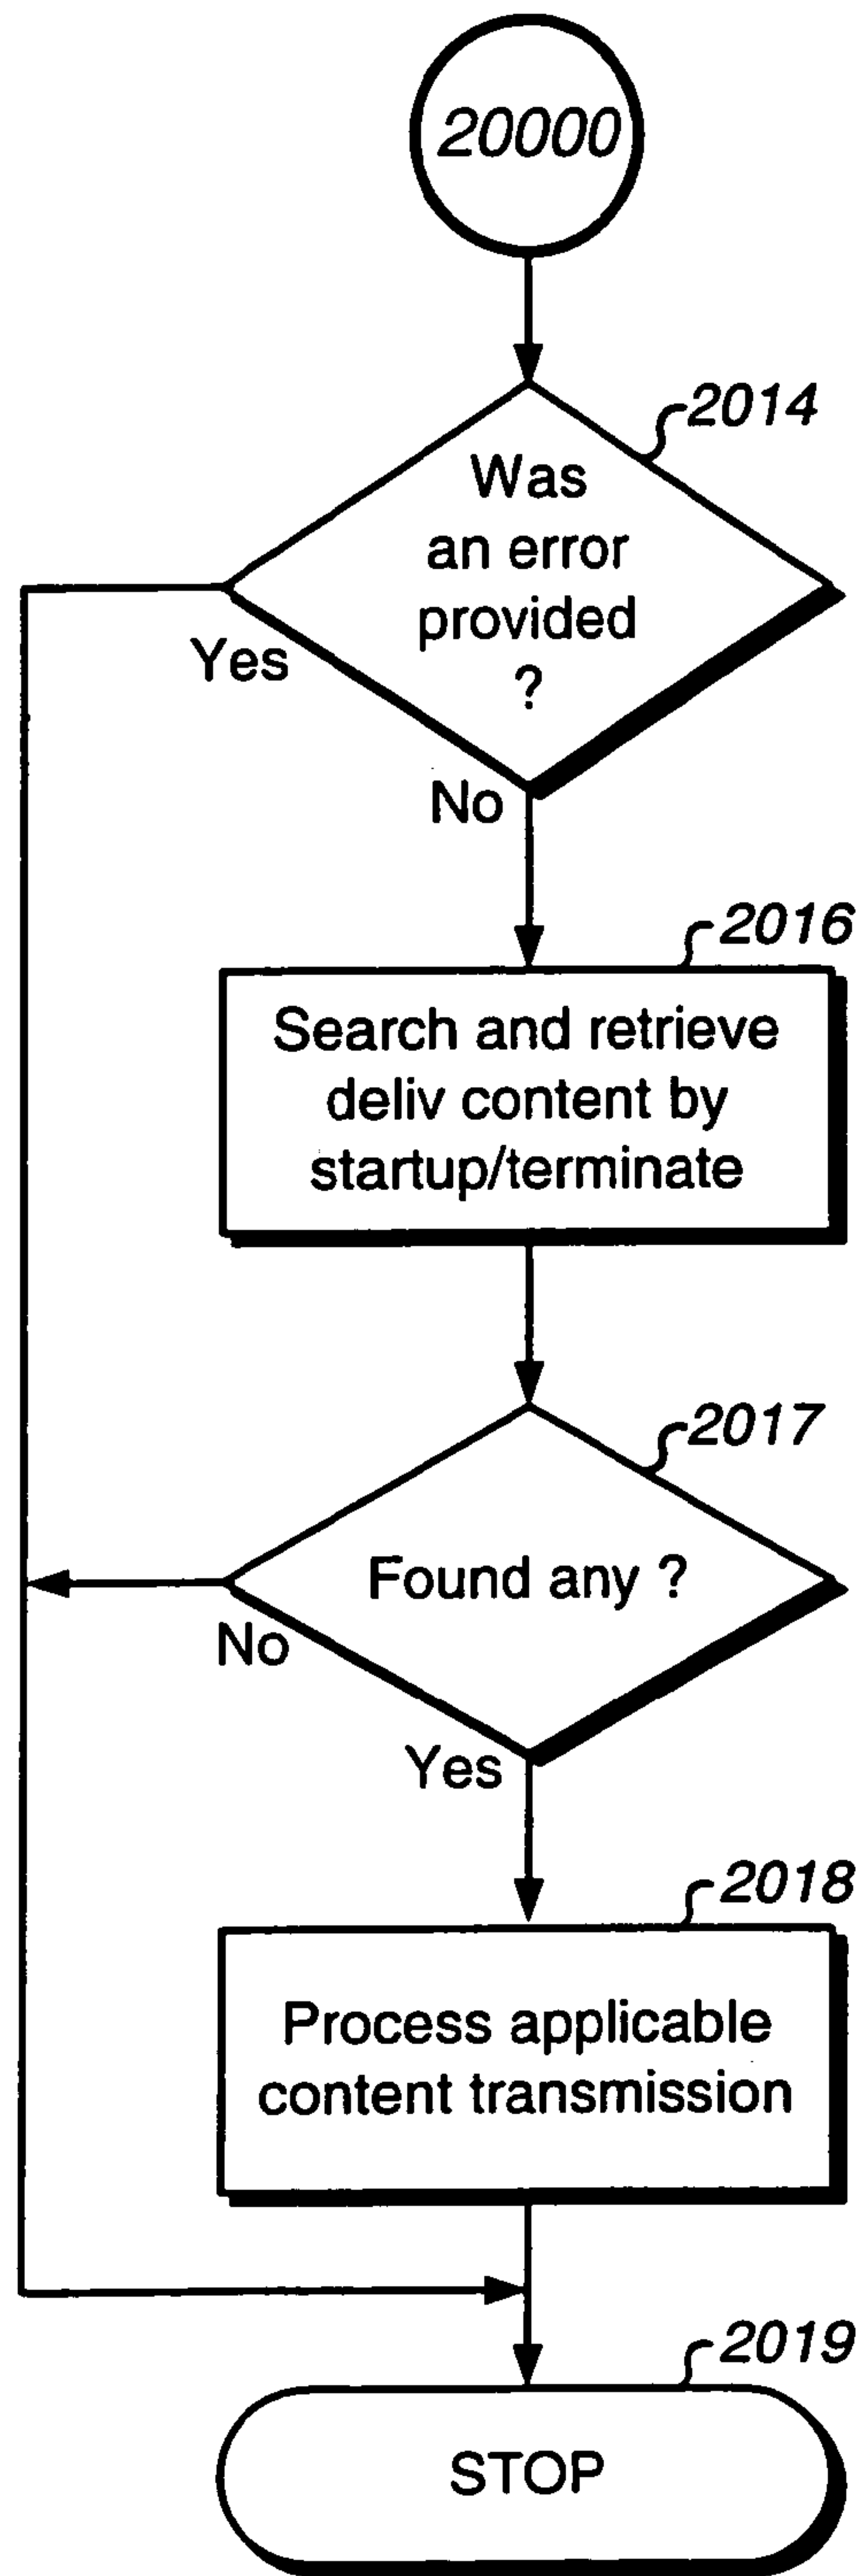 20000
2014
Was
an error
provided
?
Yes
No
2016
Search and retrieve
deliv content by
startup/terminate
2017
Found any ?
No
Yes
2018
Process applicable
content transmission
2019
STOP